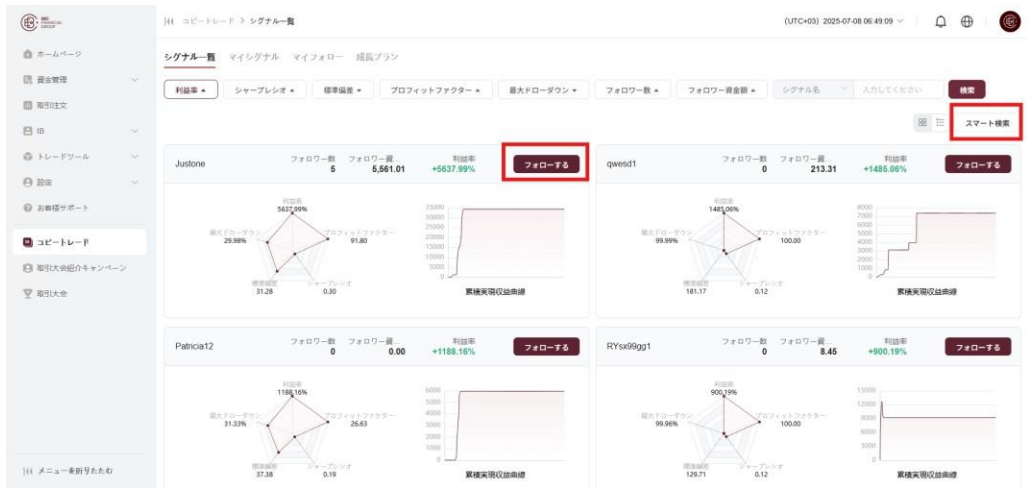 EBC FINANCIAL GROUP
コピートレード > シグナル一覧
(UTC+03) 2025-07-08 06:49:09
ホームページ
資金管理
取引注文
IB
トレードツール
設定
お客様サポート
コピートレード
取引大会紹介キャンペーン
取引大会
メニューを折りたたむ
シグナル一覧 マイシグナル マイフォロー 成長プラン
利益率 シャープレシオ 標準偏差 プロフィットファクター 最大ドローダウン フォロワー数 フォロワー資金額 シグナル名 入力してください 検索
スマート検索
Justone フォロワー数 5 フォロワー資... 5,561.01 利益率 +5637.99% フォローする
利益率
5637.99%
最大ドローダウン
29.98%
プロフィットファクター
91.80
標準偏差
31.28
シャープレシオ
0.30
25000
20000
20000
15000
10000
5000
0
累積実現収益曲線
qwesd1 フォロワー数 0 フォロワー資... 213.31 利益率 +1485.06% フォローする
利益率
1485.06%
最大ドローダウン
99.99%
プロフィットファクター
100.00
標準偏差
181.17
シャープレシオ
0.12
8000
7000
6000
5000
4000
3000
2000
1000
0
累積実現収益曲線
Patricia12 フォロワー数 0 フォロワー資... 0.00 利益率 +1188.16% フォローする
利益率
1188.16%
最大ドローダウン
31.33%
プロフィットファクター
26.63
標準偏差
37.38
シャープレシオ
0.19
6000
5000
4000
3000
2000
1000
0
累積実現収益曲線
RYsx99gg1 フォロワー数 0 フォロワー資... 8.45 利益率 +900.19% フォローする
利益率
900.19%
最大ドローダウン
99.96%
プロフィットファクター
100.00
標準偏差
129.71
シャープレシオ
0.12
15000
12000
9000
6000
3000
0
累積実現収益曲線